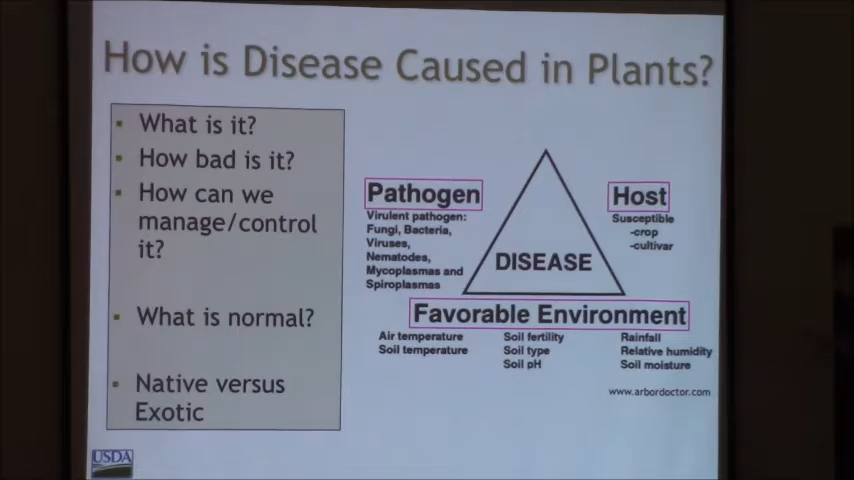 How is Disease Caused in Plants?
▪ What is it?
▪ How bad is it?
▪ How can we
manage/control
it?
▪ What is normal?
▪ Native versus
Exotic
Pathogen
Virulent pathogen:
Fungi, Bacteria,
Viruses,
Nematodes,
Mycoplasmas and
Spiroplasmas
Host
Susceptible
-crop
-cultivar
DISEASE
Favorable Environment
Air temperature
Soil temperature
Soil fertility
Soil type
Soil pH
Rainfall
Relative humidity
Soil moisture
www.arbordoctor.com
USDA